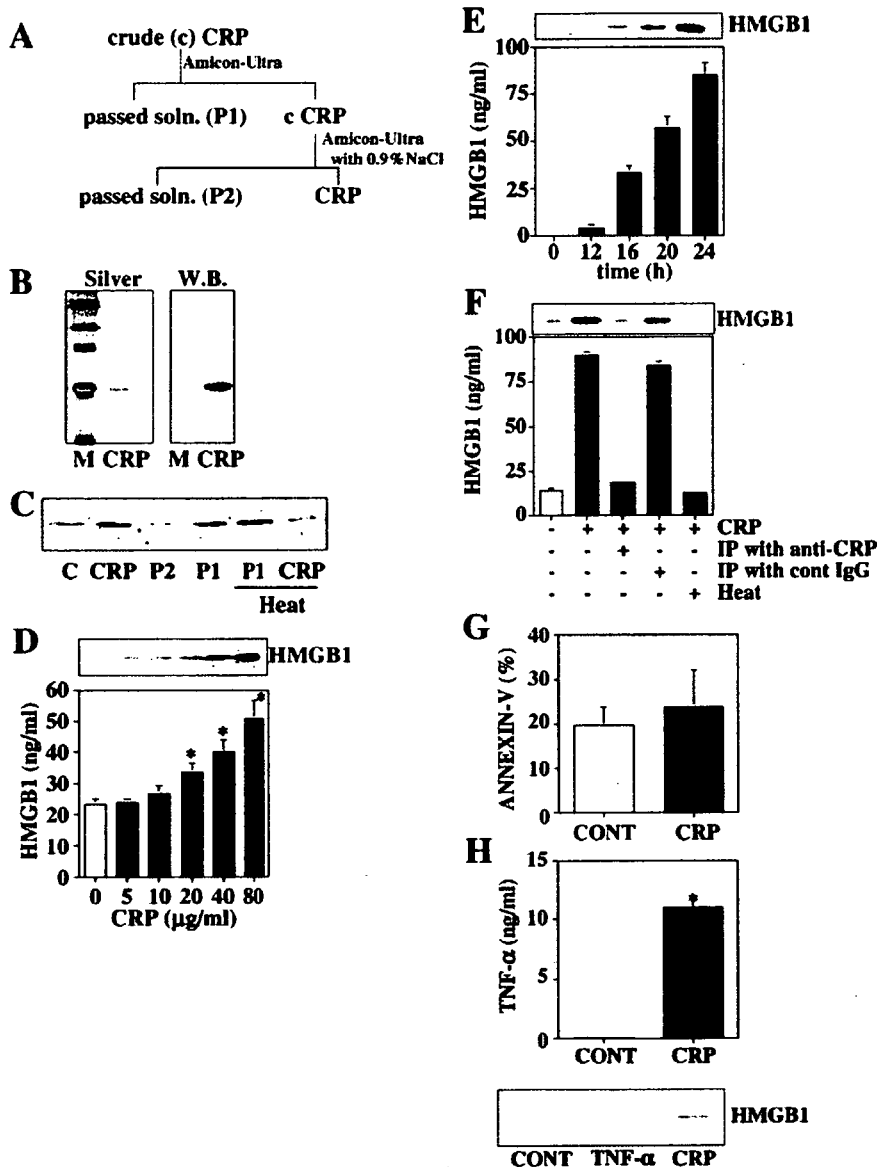 A
crude (c) CRP
Amicon-Ultra
passed soln. (P1) c CRP
Amicon-Ultra
with 0.9% NaCl
passed soln. (P2) CRP
B
Silver W.B.
M CRP M CRP
C
C CRP P2 P1 P1 CRP
Heat
D
HMGB1
HMGB1 (ng/ml)
60
50
40
30
20
10
0
* * *
0 5 10 20 40 80
CRP (µg/ml)
E
HMGB1
HMGB1 (ng/ml)
100
75
50
25
0
0 12 16 20 24
time (h)
F
HMGB1
HMGB1 (ng/ml)
100
75
50
25
0
- + + + + CRP
- - + - - IP with anti-CRP
- - - + - IP with cont IgG
- - - - + Heat
G
ANNEXIN-V (%)
40
30
20
10
0
CONT CRP
H
TNF-α (ng/ml)
15
10
5
0
*
CONT CRP
HMGB1
CONT TNF-α CRP